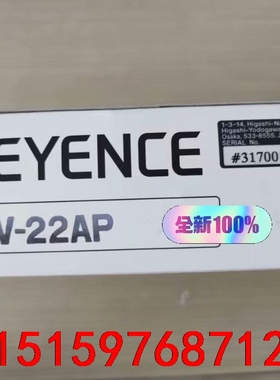 1-3-14, Higashi-Na
Higashi-Yodogawa
Osaka, 533-8555, J
SERIAL No.
#31700
EYENCE
V-22AP
全新100%
15159768712